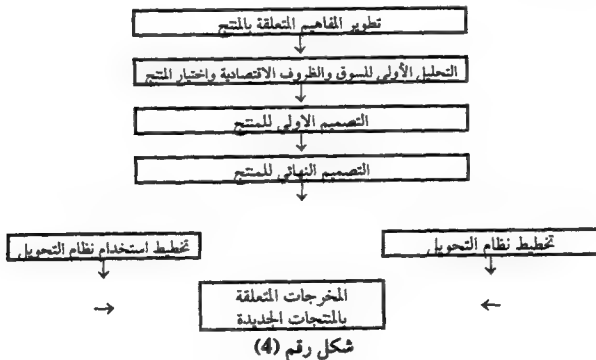 تطوير المفاهيم المتعلقة بالمنتج
التحليل الأولي للسوق والظروف الاقتصادية واختيار المنتج
التصميم الاولي للمنتج
التصميم النهائي للمنتج
تخطيط نظام التحويل
تخطيط استخدام نظام التحويل
المخرجات المتعلقة
بالمنتجات الجديدة
شكل رقم (4)